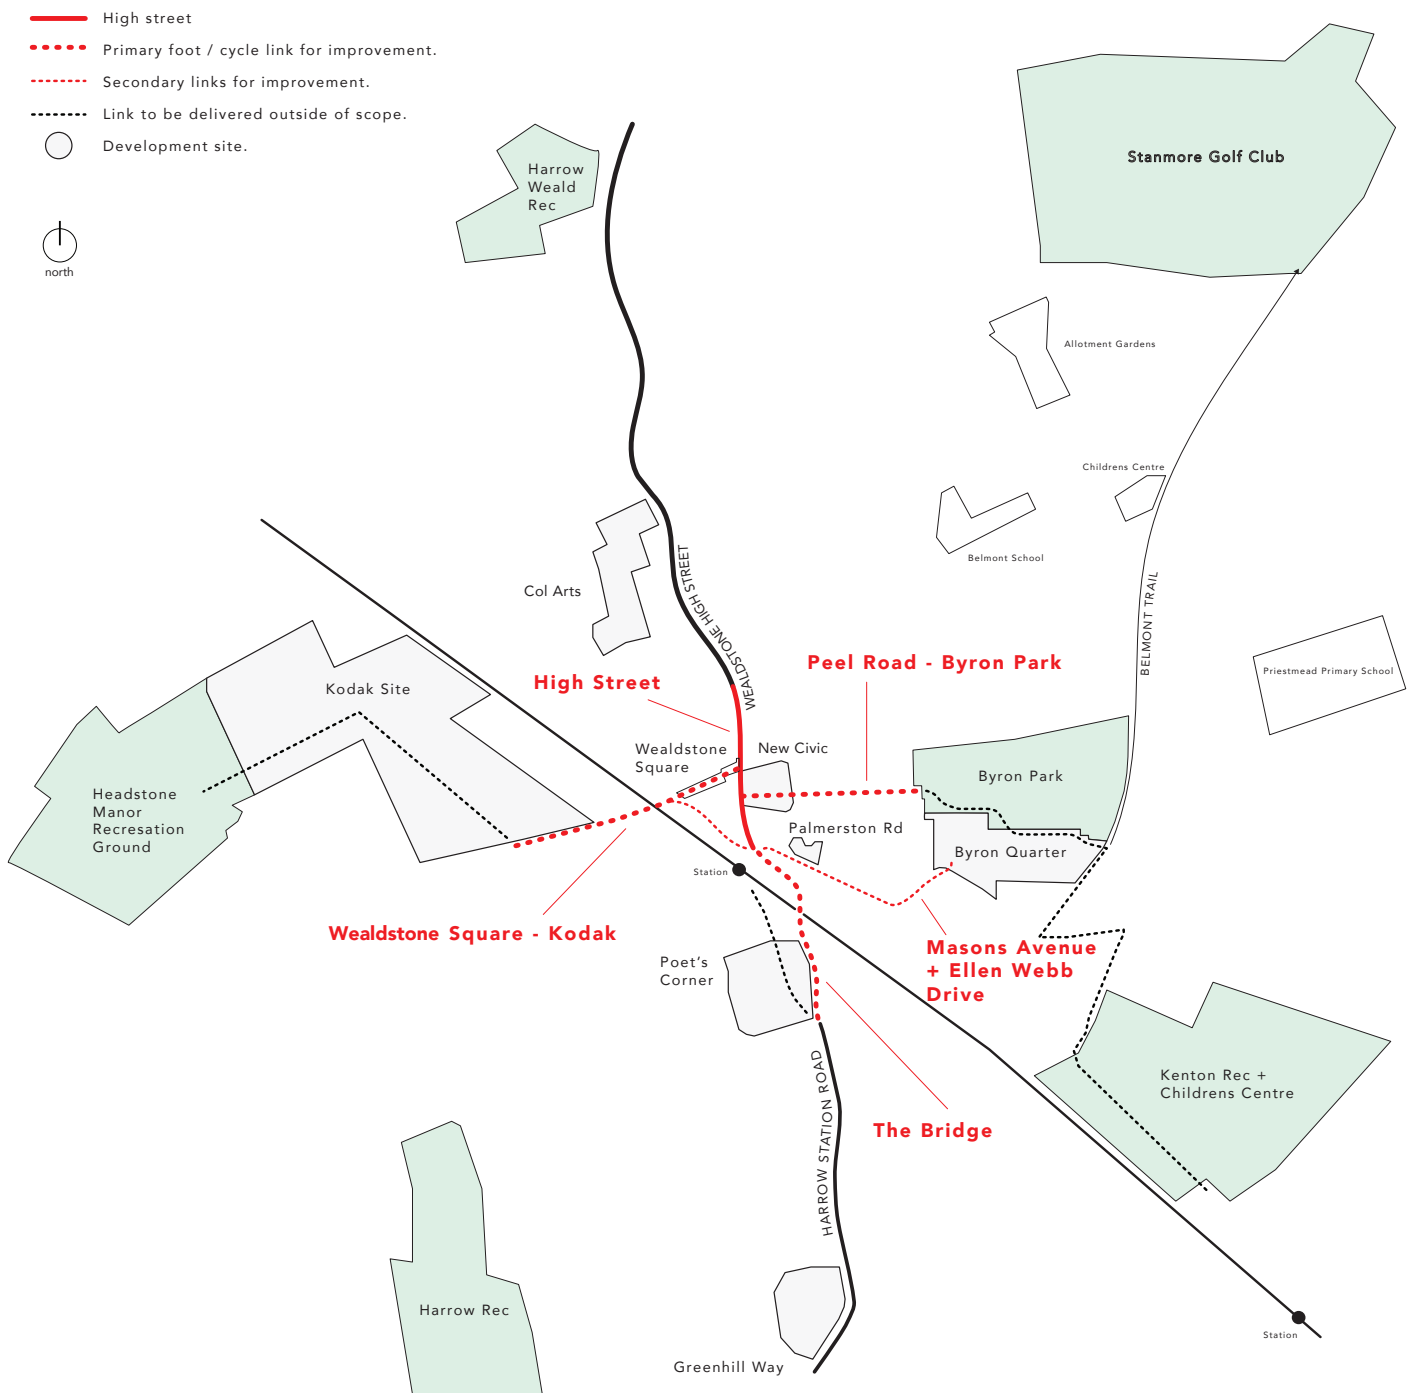 High street
Primary foot / cycle link for improvement.
Secondary links for improvement.
Link to be delivered outside of scope.
Development site.
north
Harrow
Weald
Rec
Stanmore Golf Club
Allotment Gardens
Childrens Centre
Belmont School
Col Arts
WEALDSTONE HIGH STREET
BELMONT TRAIL
Priestmead Primary School
Peel Road - Byron Park
High Street
Kodak Site
Wealdstone
Square
New Civic
Byron Park
Headstone
Manor
Recresation
Ground
Palmerston Rd
Byron Quarter
Station
Wealdstone Square - Kodak
Masons Avenue
+ Ellen Webb
Drive
Poet's
Corner
Kenton Rec +
Childrens Centre
The Bridge
HARROW STATION ROAD
Harrow Rec
Station
Greenhill Way